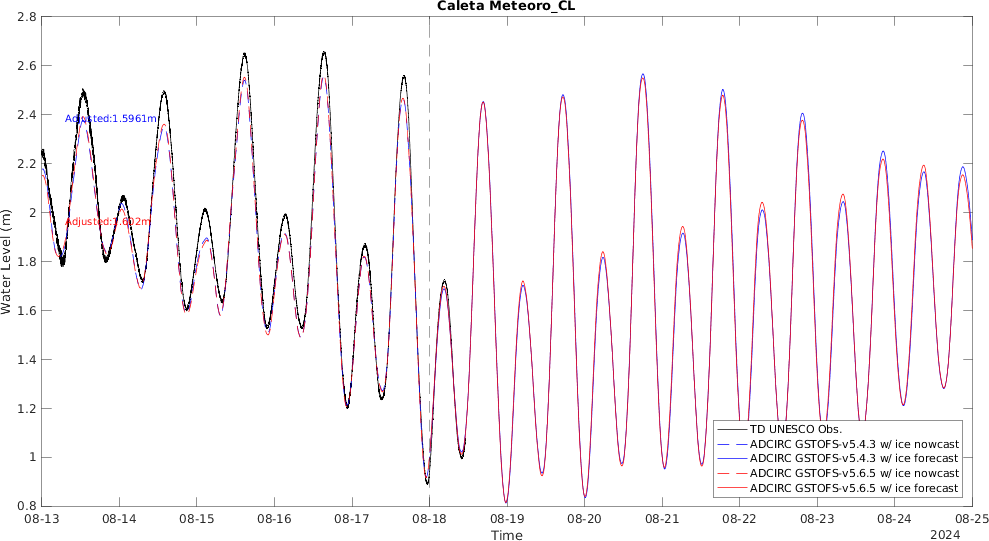 Caleta Meteoro_CL
2.8
2.6
2.4
2.2
2
1.8
1.6
1.4
1.2
1
0.8
Water Level (m)
Adjusted:1.5961m
Adjusted:1.602m
TD UNESCO Obs.
ADCIRC GSTOFS-v5.4.3 w/ ice nowcast
ADCIRC GSTOFS-v5.4.3 w/ ice forecast
ADCIRC GSTOFS-v5.6.5 w/ ice nowcast
ADCIRC GSTOFS-v5.6.5 w/ ice forecast
08-13 08-14 08-15 08-16 08-17 08-18 08-19 08-20 08-21 08-22 08-23 08-24 08-25
Time
2024